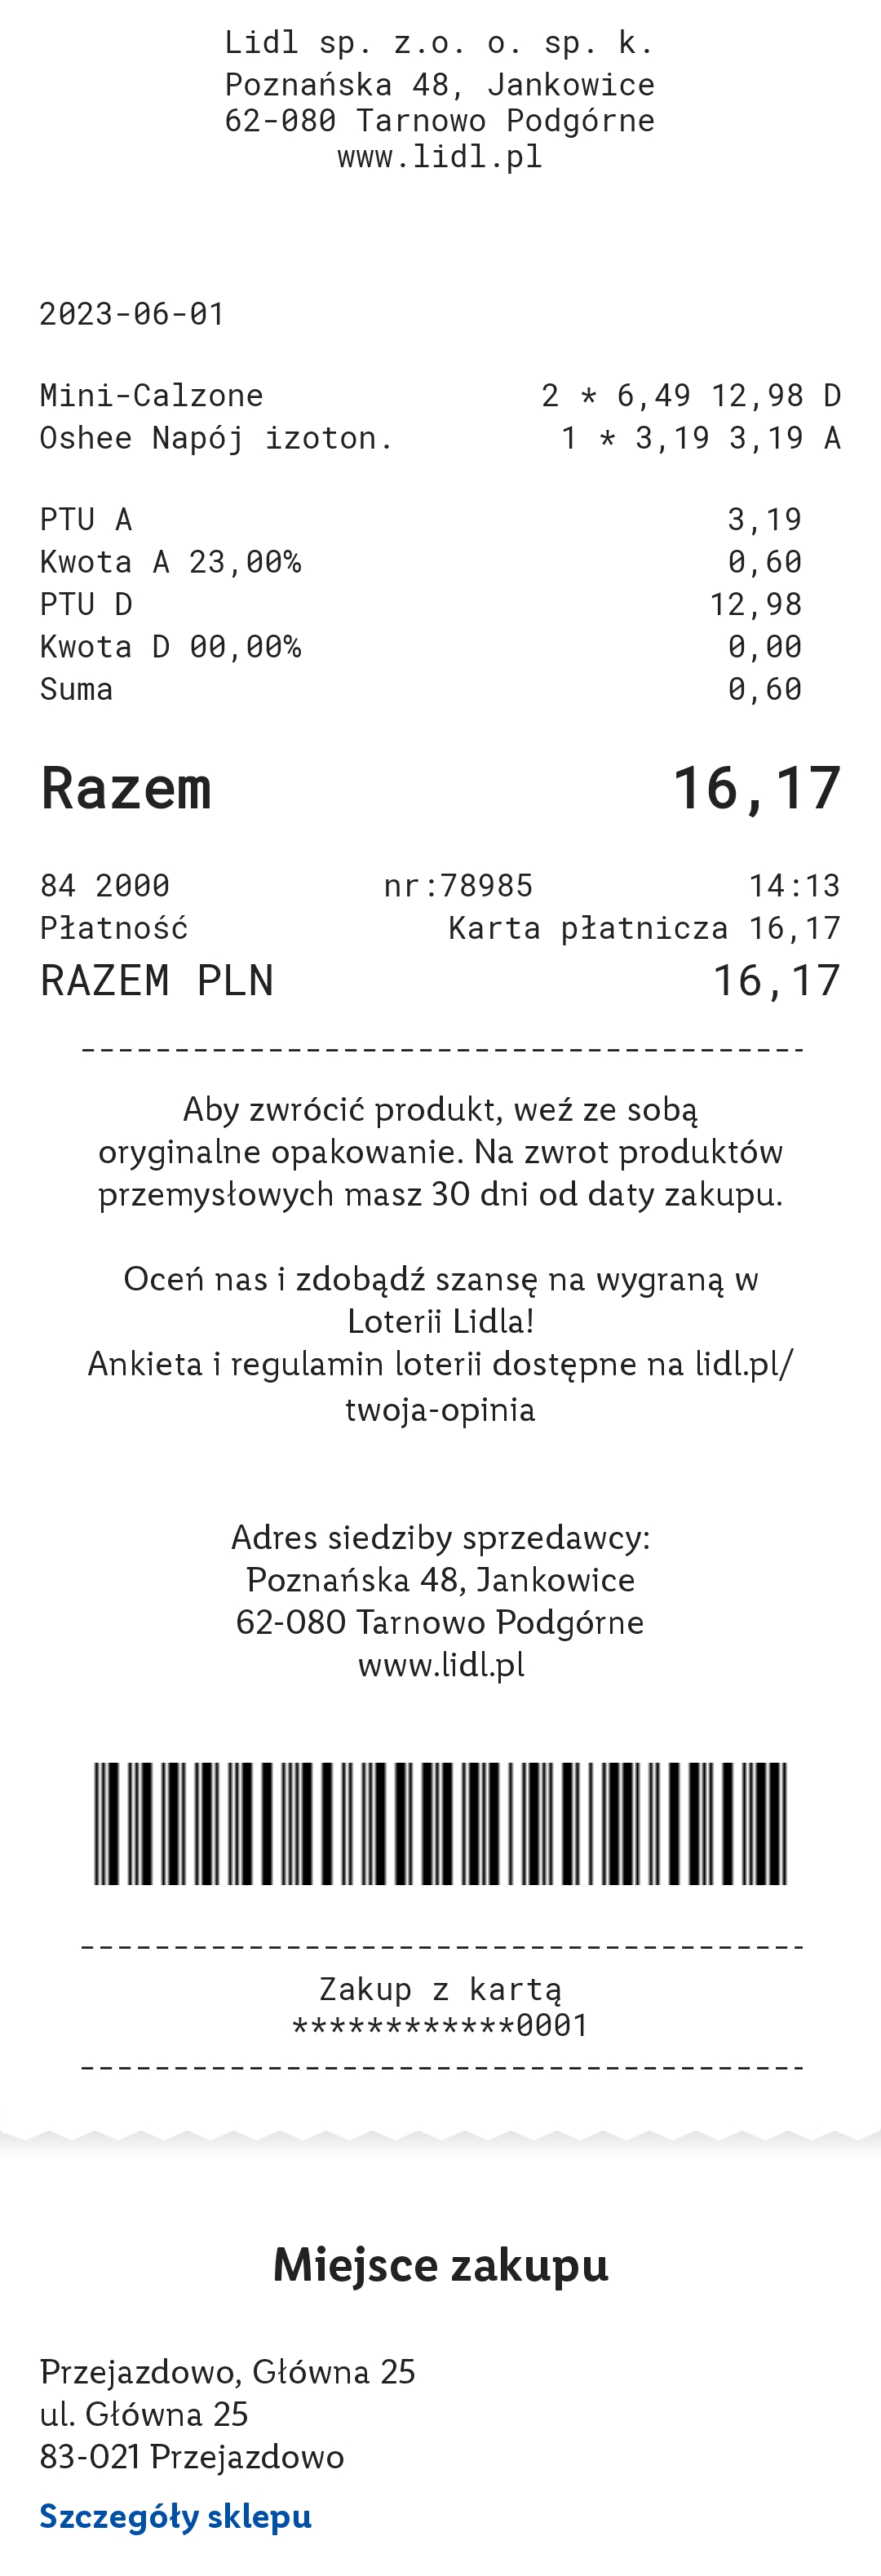 Lidl sp. z.o. o. sp. k.
Poznańska 48, Jankowice
62-080 Tarnowo Podgórne
www.lidl.pl
2023-06-01
Mini-Calzone 2 * 6,49 12,98 D
Oshee Napój izoton. 1 * 3,19 3,19 A
PTU A 3,19
Kwota A 23,00% 0,60
PTU D 12,98
Kwota D 00,00% 0,00
Suma 0,60
Razem 16,17
84 2000 nr:78985 14:13
Płatność Karta płatnicza 16,17
RAZEM PLN 16,17
Aby zwrócić produkt, weź ze sobą
oryginalne opakowanie. Na zwrot produktów
przemysłowych masz 30 dni od daty zakupu.
Oceń nas i zdobądź szansę na wygraną w
Loterii Lidla!
Ankieta i regulamin loterii dostępne na lidl.pl/
twoja-opinia
Adres siedziby sprzedawcy:
Poznańska 48, Jankowice
62-080 Tarnowo Podgórne
www.lidl.pl
Zakup z kartą
************0001
Miejsce zakupu
Przejazdowo, Główna 25
ul. Główna 25
83-021 Przejazdowo
Szczegóły sklepu